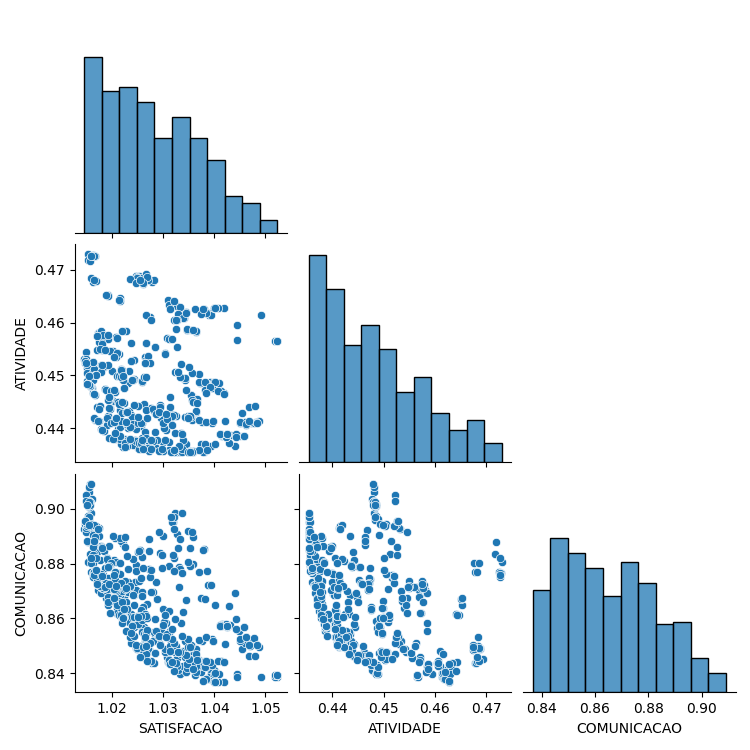 0.47
0.46
0.45
0.44
ATIVIDADE
0.90
0.88
0.86
0.84
COMUNICACAO
1.02 1.03 1.04 1.05
SATISFACAO
0.44 0.45 0.46 0.47
ATIVIDADE
0.84 0.86 0.88 0.90
COMUNICACAO